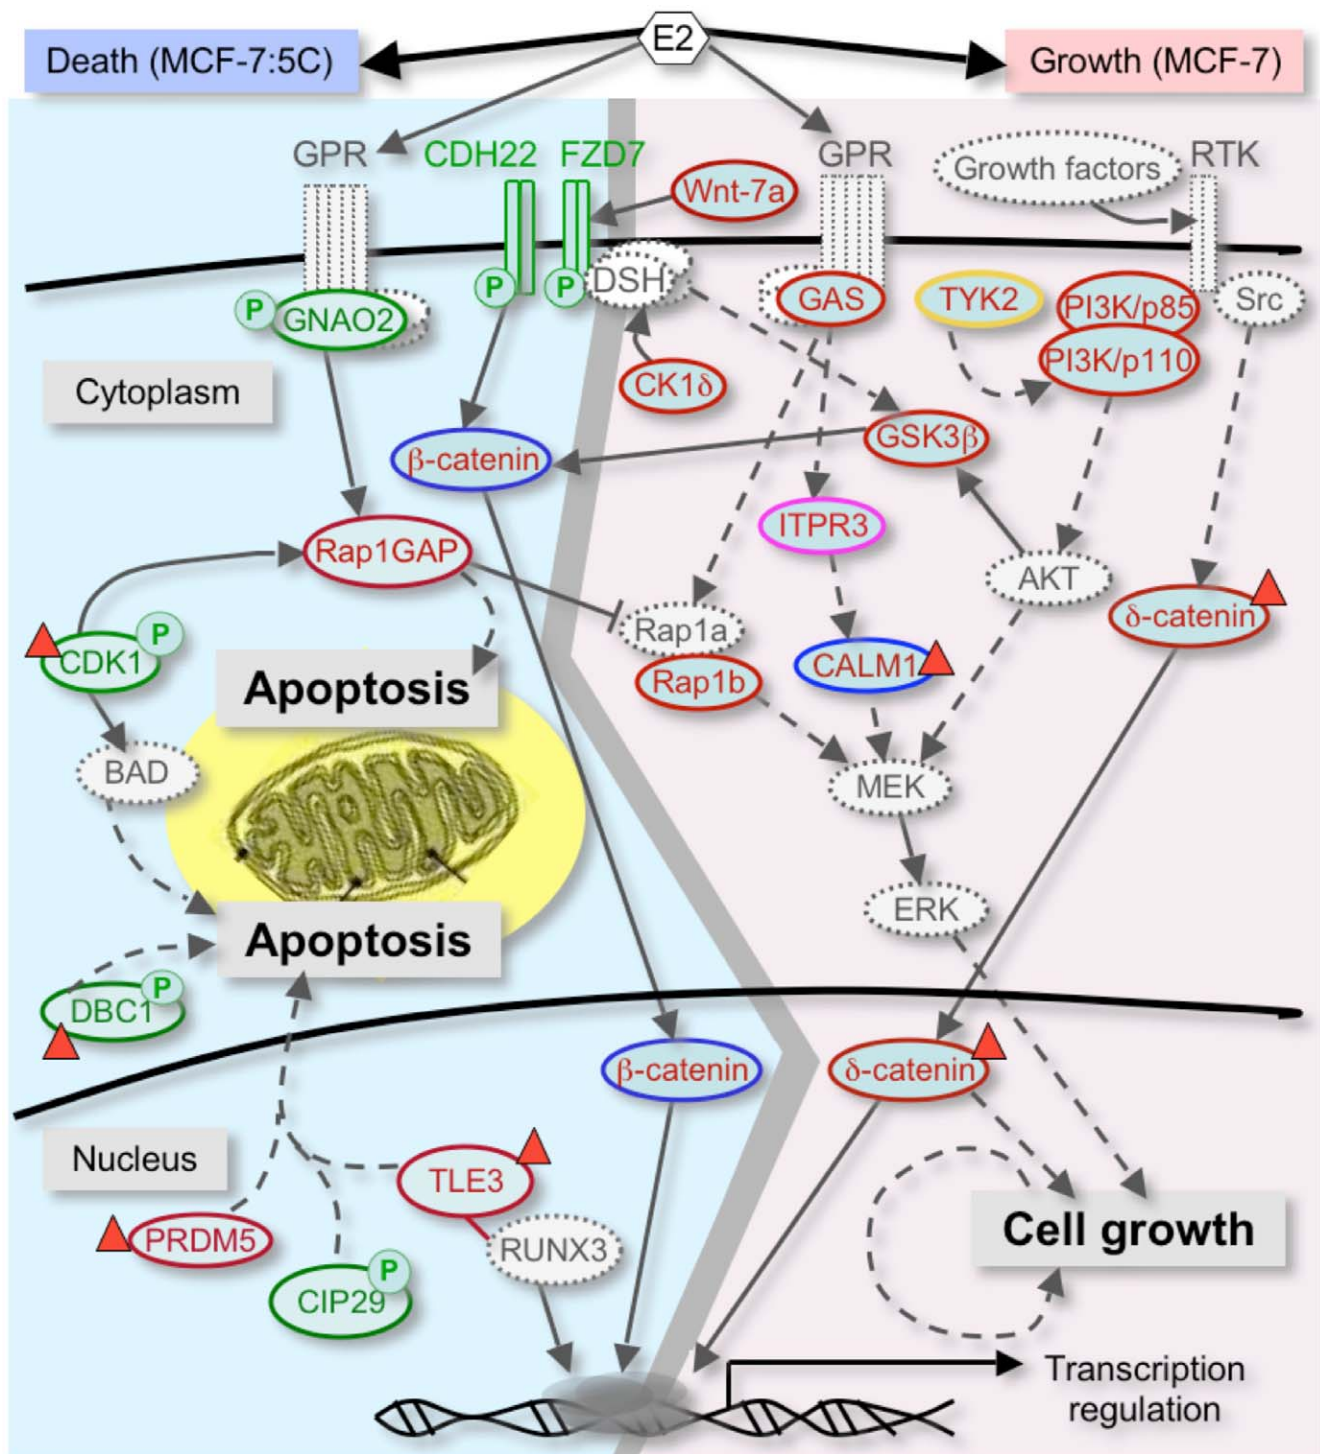 E2
Death (MCF-7:5C)
Growth (MCF-7)
GPR
CDH22
FZD7
Wnt-7a
GPR
Growth factors
RTK
P
GNAO2
P
P
DSH
GAS
TYK2
PI3K/p85
PI3K/p110
Src
Cytoplasm
CK1δ
β-catenin
GSK3β
Rap1GAP
ITPR3
AKT
δ-catenin
CDK1
P
Rap1a
Rap1b
CALM1
Apoptosis
BAD
MEK
ERK
Apoptosis
DBC1
P
β-catenin
δ-catenin
Nucleus
TLE3
PRDM5
RUNX3
CIP29
P
Cell growth
Transcription
regulation